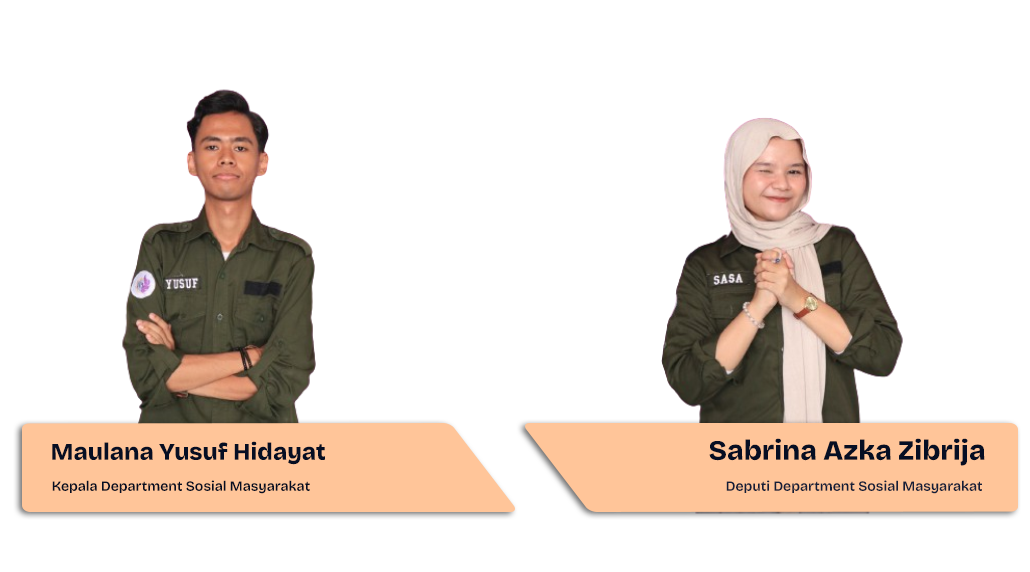 YUSUF
SASA
Maulana Yusuf Hidayat
Kepala Department Sosial Masyarakat
Sabrina Azka Zibrija
Deputi Department Sosial Masyarakat